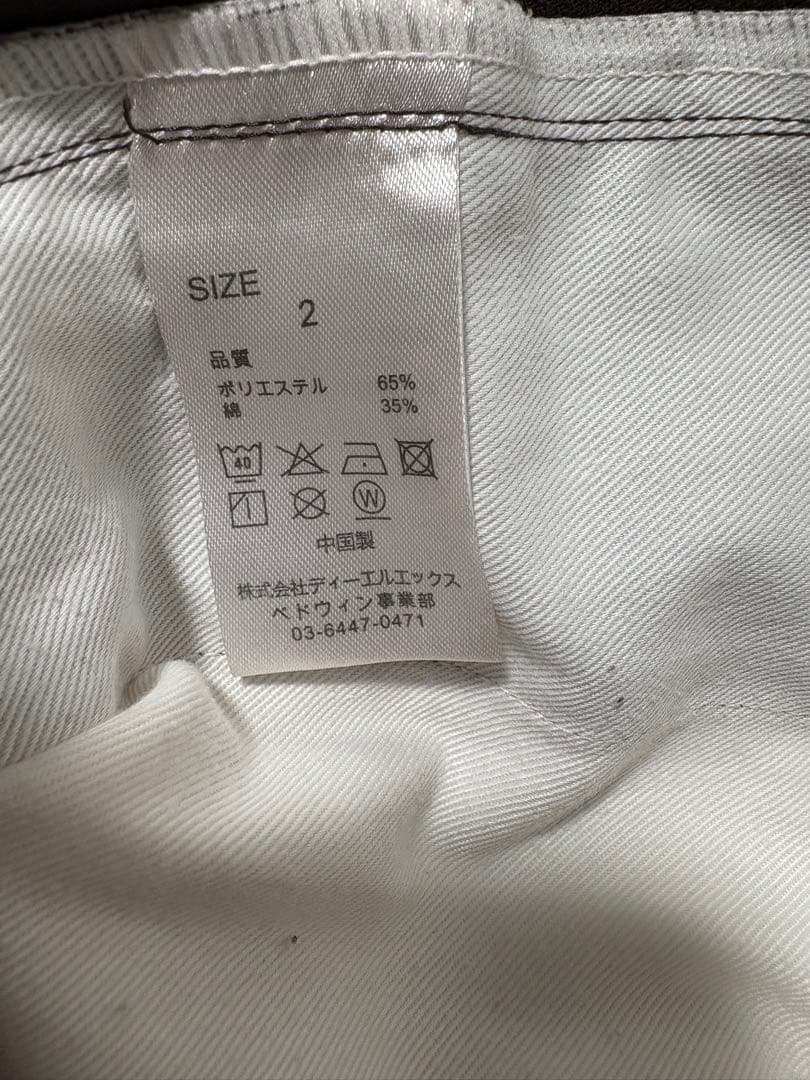 SIZE
2
品質
ポリエステル 65%
綿 35%
40
W
中国製
株式会社ディーエルエックス
ベドウィン事業部
03-6447-0471